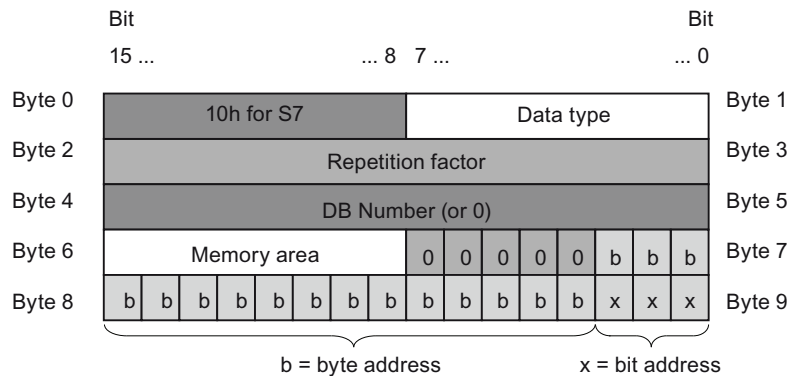 Bit Bit
15 ... ... 8 7 ... ... 0
Byte 0 10h for S7 Data type Byte 1
Byte 2 Repetition factor Byte 3
Byte 4 DB Number (or 0) Byte 5
Byte 6 Memory area 0 0 0 0 0 b b b Byte 7
Byte 8 b b b b b b b b b b b b b x x x Byte 9
b = byte address x = bit address